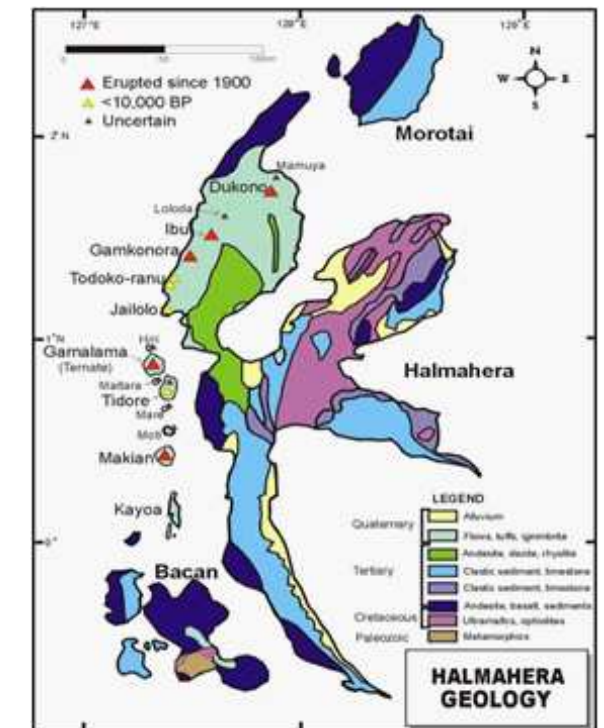 127°E
128°E
129°E
Erupted since 1900
<10,000 BP
Uncertain
N
W
E
S
Morotai
2°N
Mamuya
Dukono
Loloda
Ibu
Gamkonora
Todoko-ranu
Jailolo
1°N
Hiri
Gamalama
(Ternate)
Halmahera
Maitara
Tidore
Mare
Moti
Makian
LEGEND
Kayoa
Quaternary
Alluvium
Flows, tuffs, ignimbrite
0°
Andesite, dacite, rhyolite
Bacan
Tertiary
Clastic sediment, limestone
Clastic sediment, limestone
Andesite, basalt, sediments
Cretaceous
Ultramafics, ophiolites
Paleozoic
Metamorphics
HALMAHERA
GEOLOGY